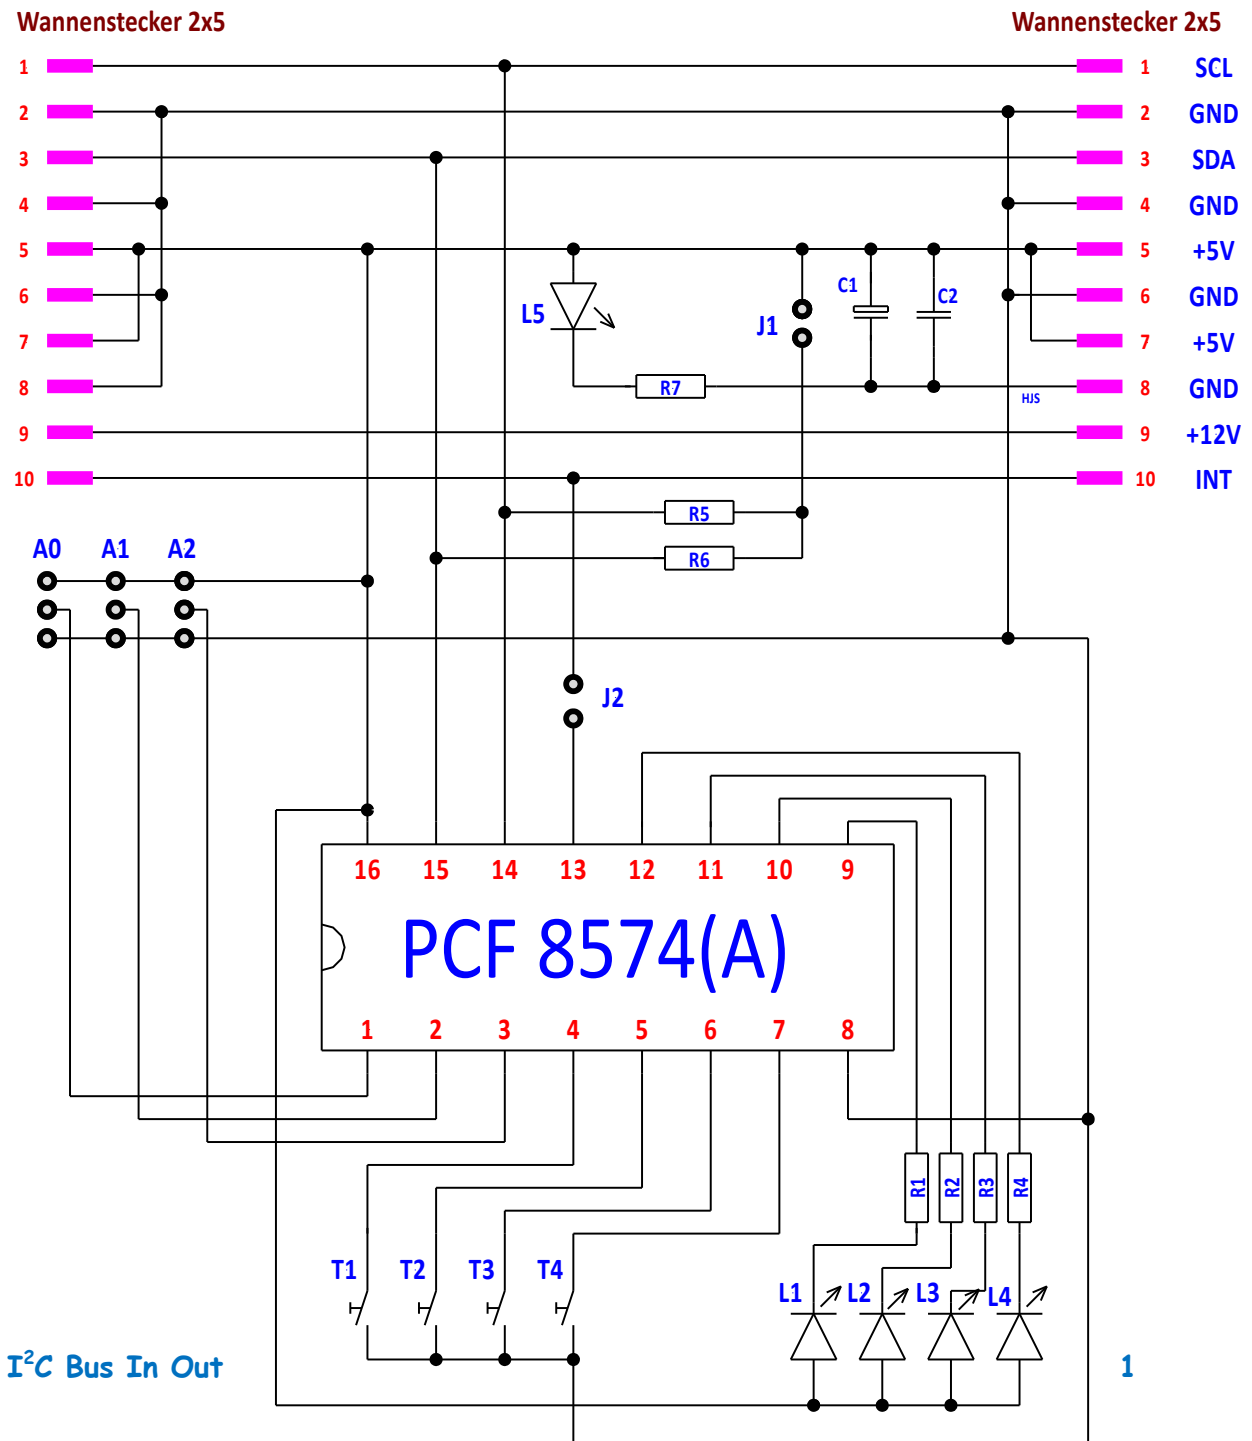 Wannenstecker 2x5 Wannenstecker 2x5
1 1 SCL
2 2 GND
3 3 SDA
4 4 GND
5 5 +5V
6 6 GND
C1 C2
L5 J1
7 7 +5V
8 R7 8 GND
HJS
9 9 +12V
10 10 INT
R5
A0 A1 A2 R6
J2
16 15 14 13 12 11 10 9
PCF 8574(A)
1 2 3 4 5 6 7 8
R1 R2 R3 R4
T1 T2 T3 T4
L1 L2 L3 L4
I²C Bus In Out 1